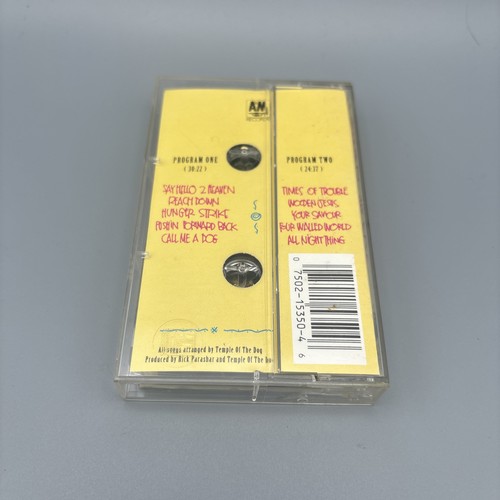 A&M
PROGRAM ONE
( 30:22 )
SAY HELLO 2 HEAVEN
REACH DOWN
HUNGER STRIKE
PUSHIN FORWARD BACK
CALL ME A DOG
PROGRAM TWO
( 24:37 )
TIMES OF TROUBLE
WOODEN JESUS
YOUR SAVIOUR
FOUR WALLED WORLD
ALL NIGHT THING
0 7502-15350-4 6
All songs arranged by Temple Of The Dog
Produced by Rick Parashar and Temple Of The Do